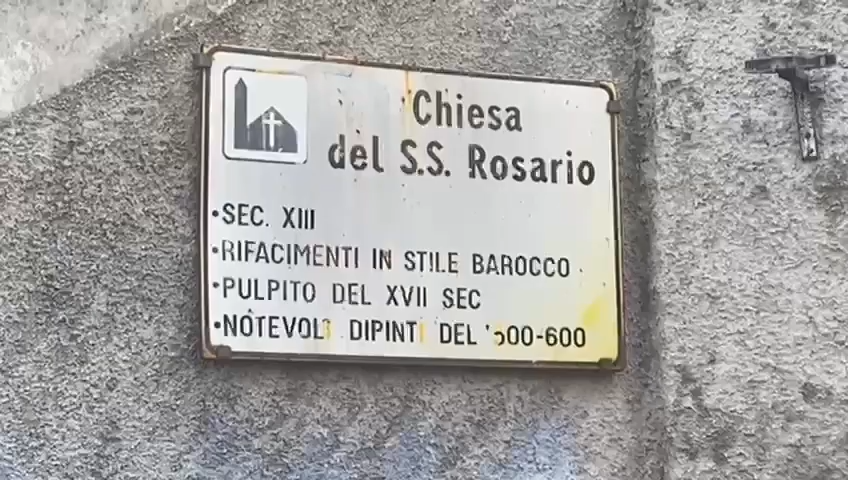 Chiesa
del S.S. Rosario
•SEC. XIII
•RIFACIMENTI IN STILE BAROCCO
•PULPITO DEL XVII SEC
•NOTEVOLI DIPINTI DEL '500-600